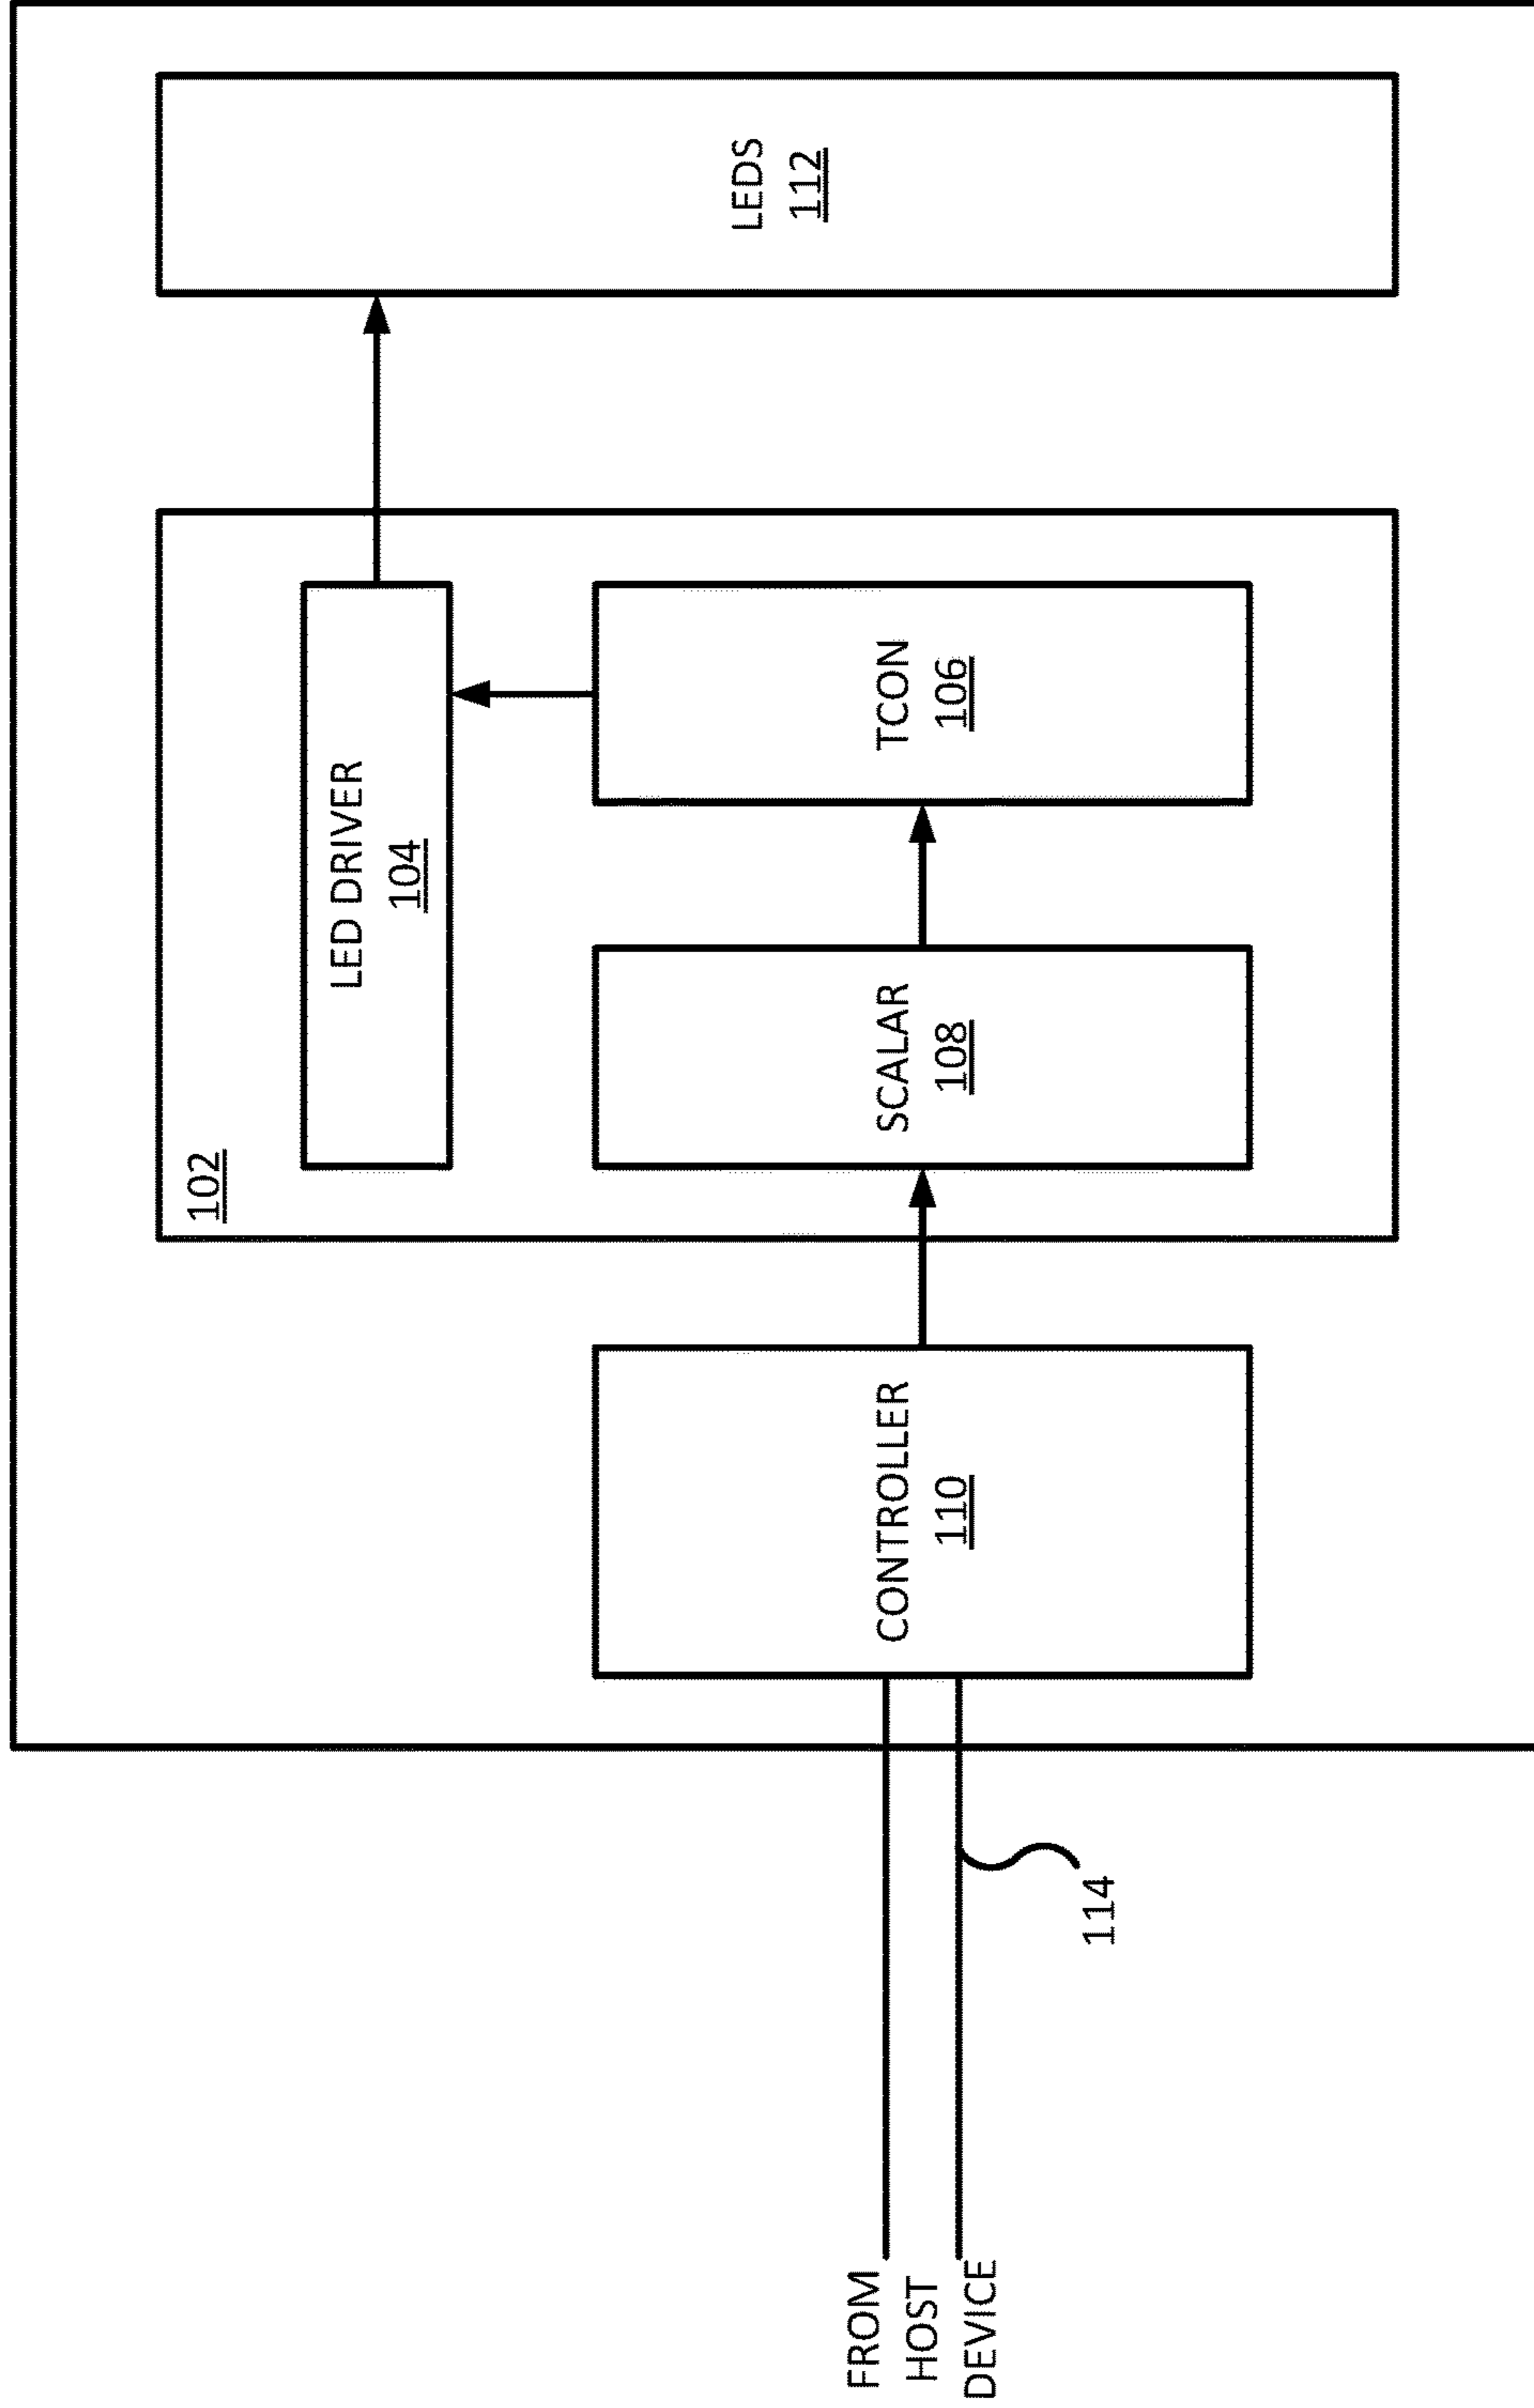 102
LED DRIVER
104
LEDS
112
FROM
HOST
DEVICE
114
CONTROLLER
110
SCALAR
108
TCON
106